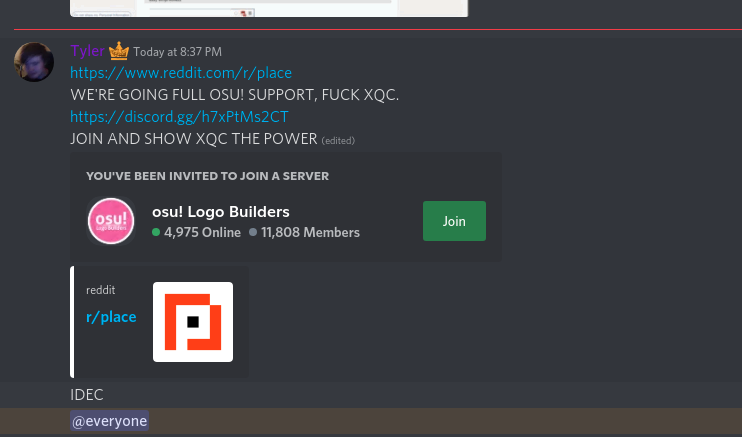 Tyler Today at 8:37 PM
https://www.reddit.com/r/place
WE'RE GOING FULL OSU! SUPPORT, FUCK XQC.
https://discord.gg/h7xPtMs2CT
JOIN AND SHOW XQC THE POWER (edited)
YOU'VE BEEN INVITED TO JOIN A SERVER
osu!
Logo Builders
osu! Logo Builders
4,975 Online 11,808 Members
Join
reddit
r/place
IDEC
@everyone